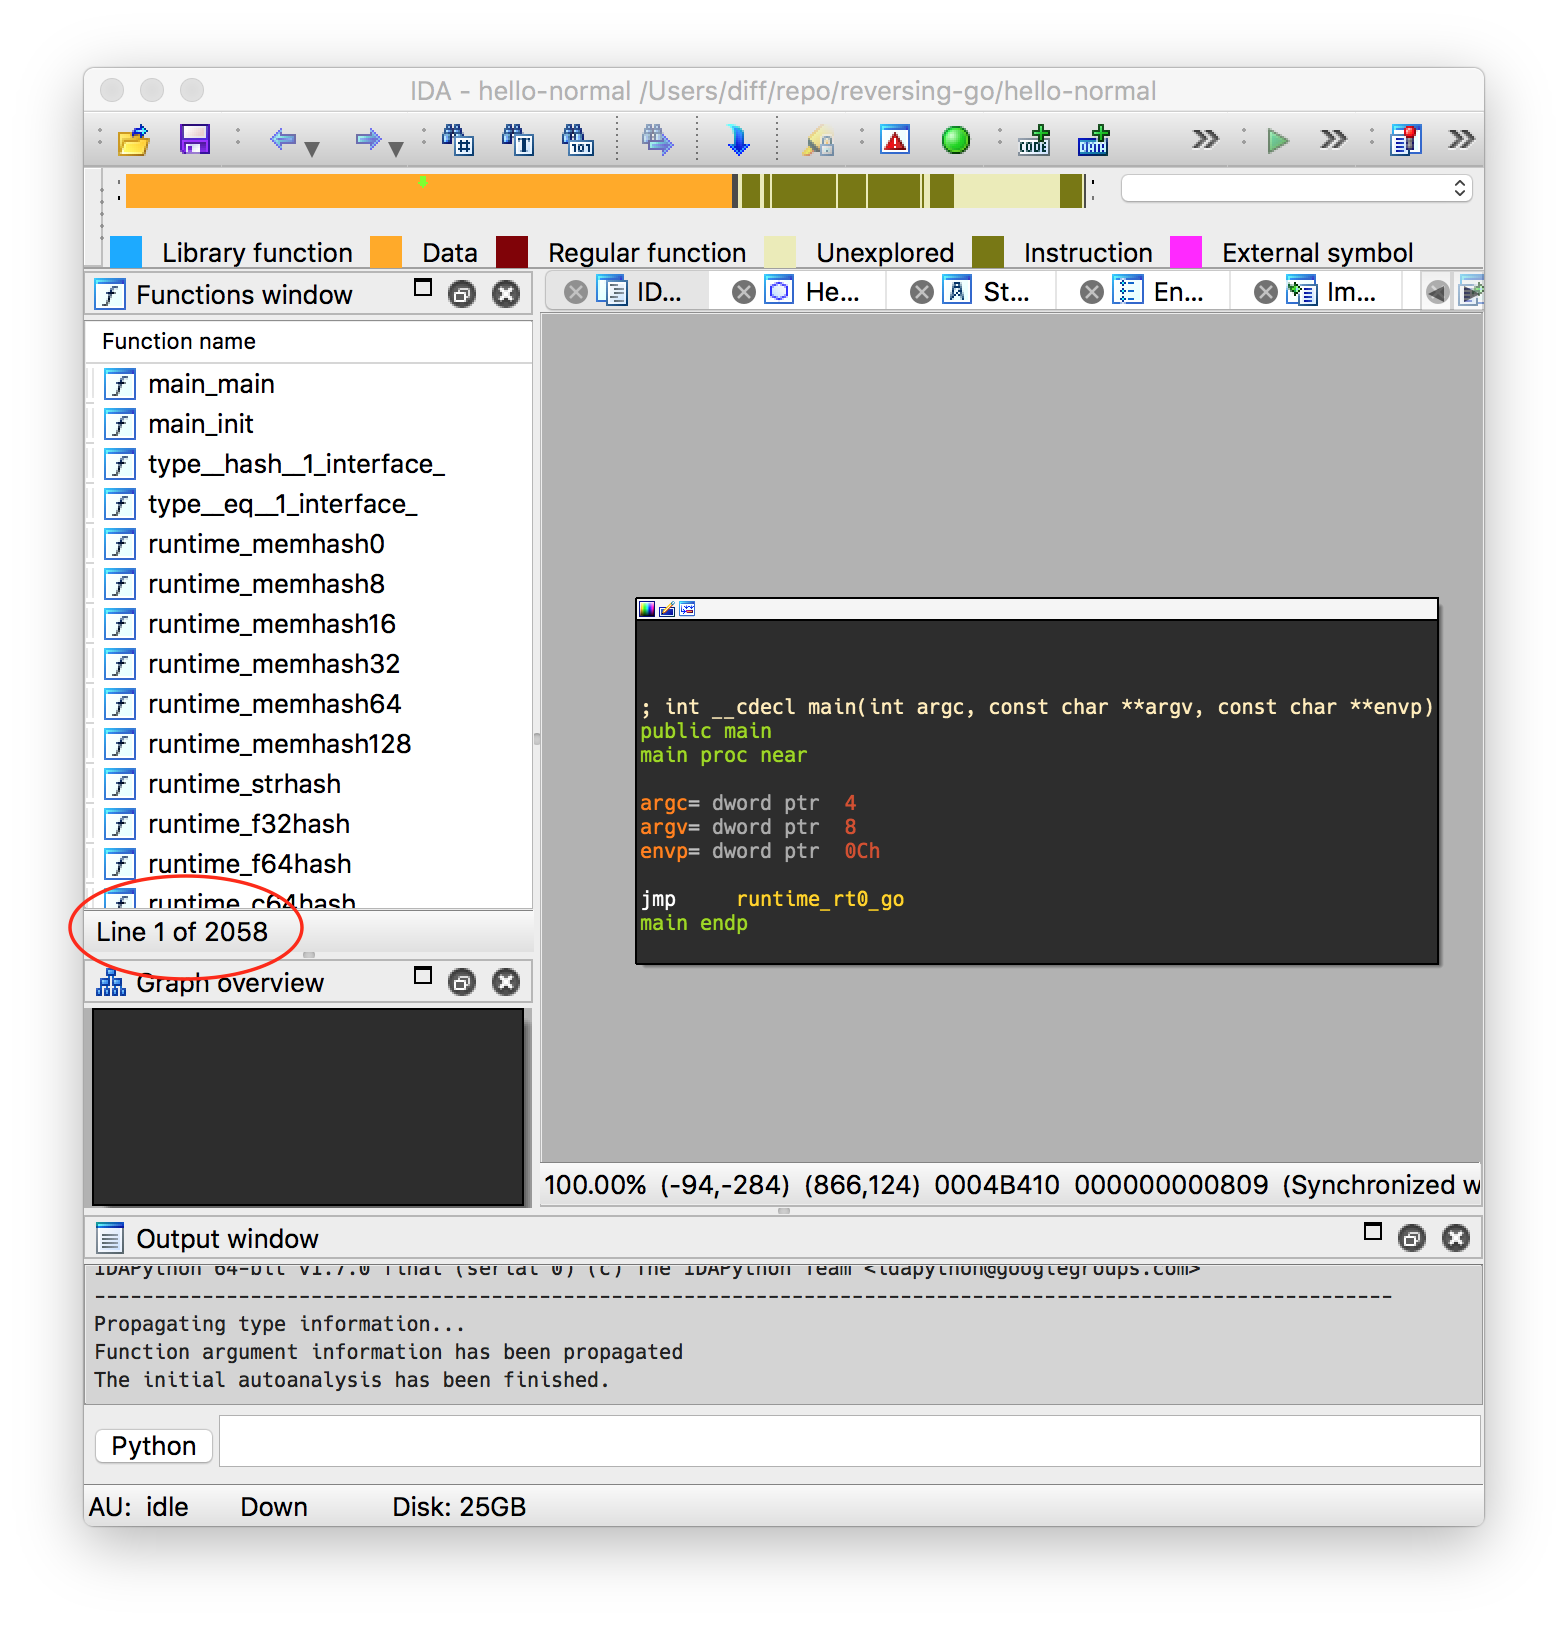 IDA - hello-normal /Users/diff/repo/reversing-go/hello-normal
# T 101 CODE DATA
Library function Data Regular function Unexplored Instruction External symbol
Functions window
ID... He... St... En... Im...
Function name
main_main
main_init
type__hash__1_interface_
type__eq__1_interface_
runtime_memhash0
runtime_memhash8
runtime_memhash16
runtime_memhash32
runtime_memhash64
runtime_memhash128
runtime_strhash
runtime_f32hash
runtime_f64hash
runtime_c64hash
Line 1 of 2058
Graph overview
; int __cdecl main(int argc, const char **argv, const char **envp)
public main
main proc near
argc= dword ptr 4
argv= dword ptr 8
envp= dword ptr 0Ch
jmp runtime_rt0_go
main endp
100.00% (-94,-284) (866,124) 0004B410 000000000809 (Synchronized w
Output window
IDAPython 64-bit v1.7.0 final (serial 0) (c) The IDAPython Team <idapython@googlegroups.com>
------------------------------------------------------------------------------------------------------------
Propagating type information...
Function argument information has been propagated
The initial autoanalysis has been finished.
Python
AU: idle Down Disk: 25GB